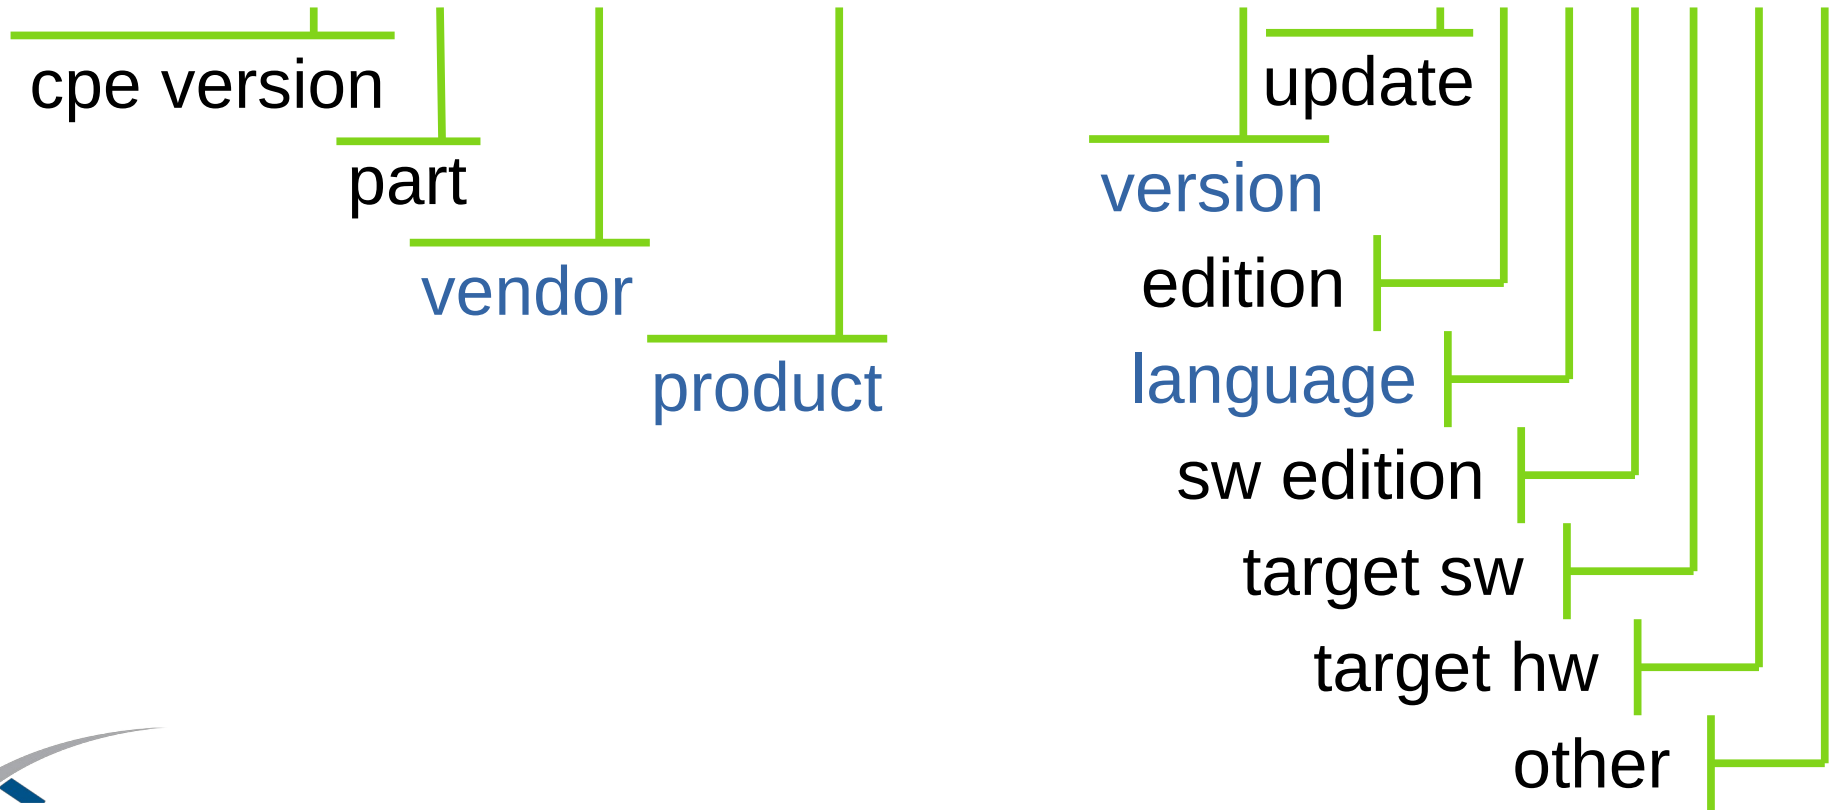 cpe version
part
vendor
product
update
version
edition
language
sw edition
target sw
target hw
other